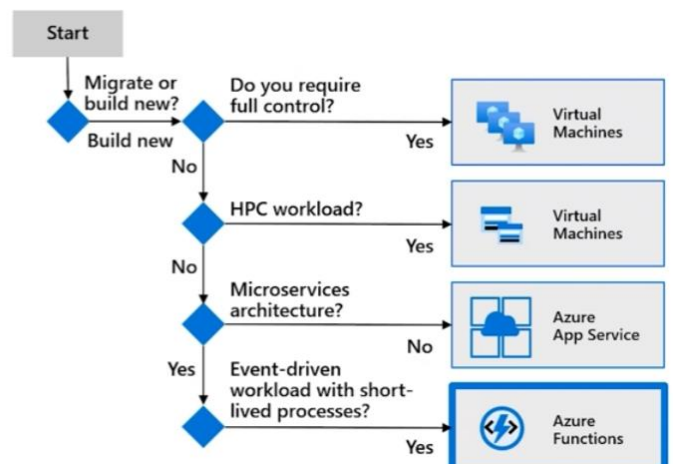 Start
Migrate or
build new?
Build new
Do you require
full control?
Yes
Virtual
Machines
No
HPC workload?
Yes
Virtual
Machines
No
Microservices
architecture?
No
Azure
App Service
Yes
Event-driven
workload with short-
lived processes?
Yes
Azure
Functions